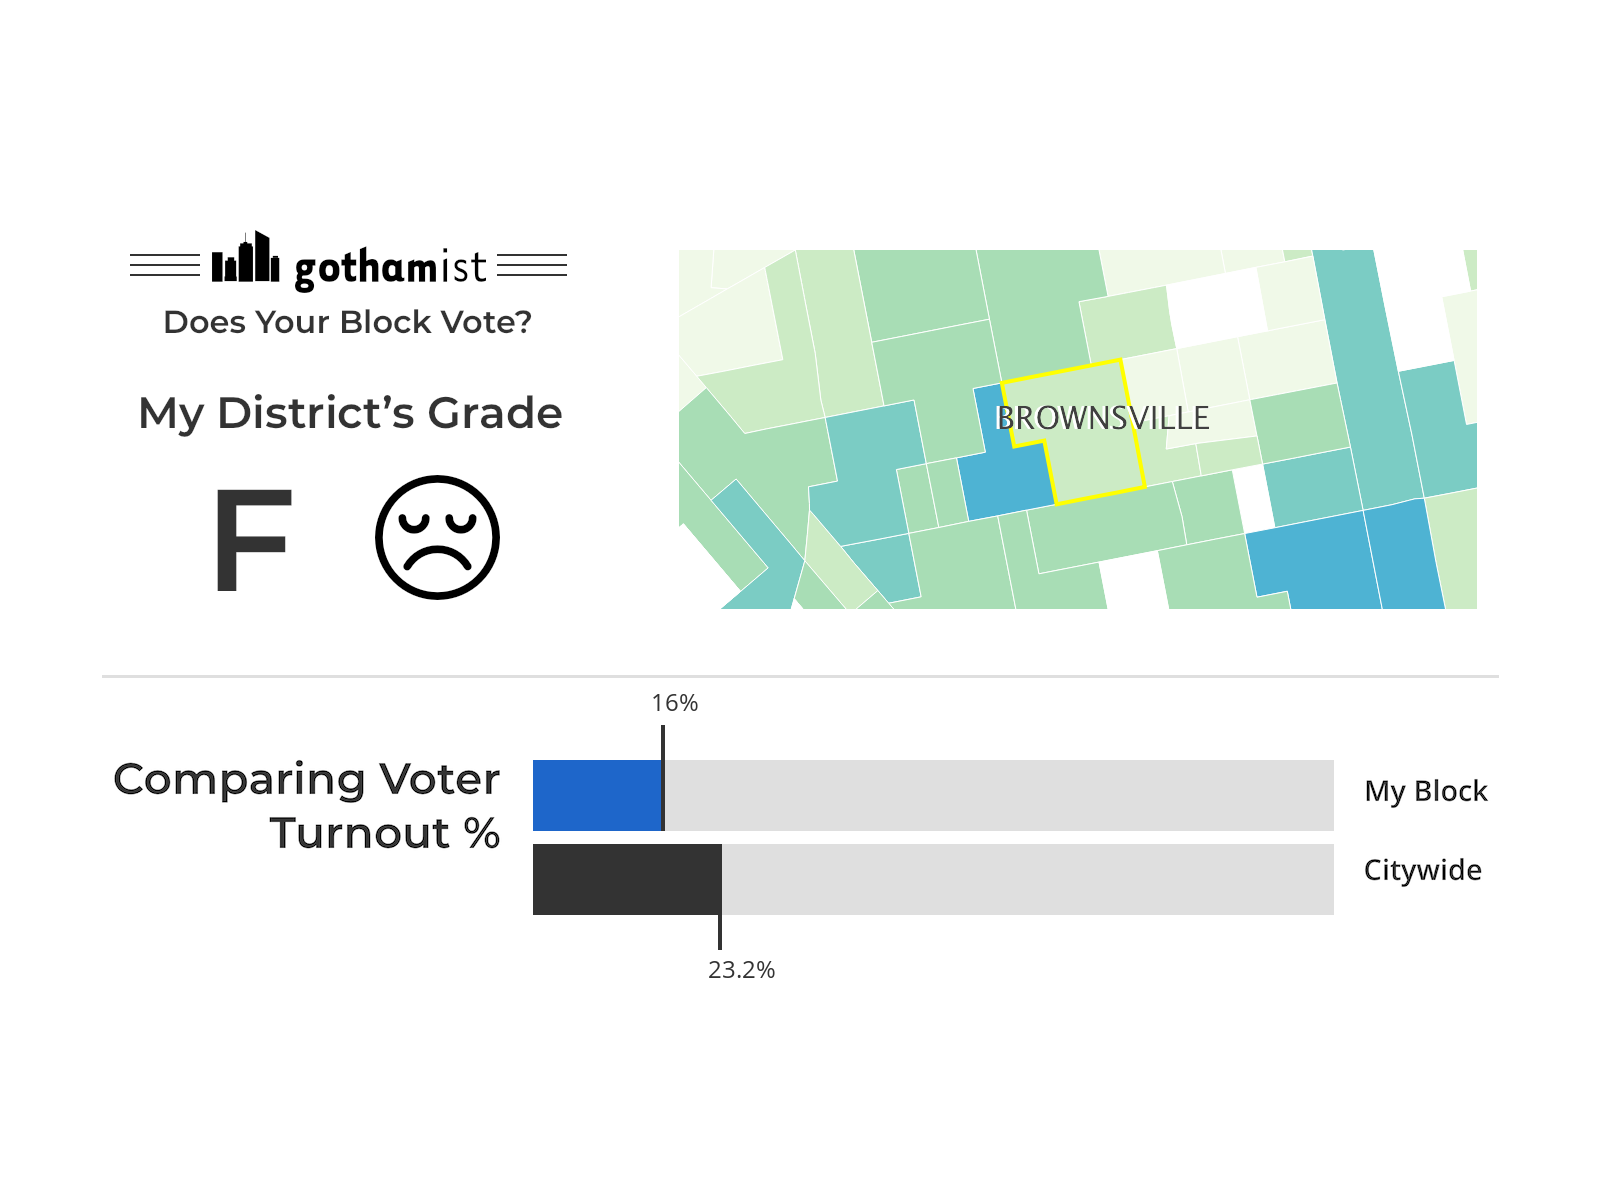 gothamist
Does Your Block Vote?
My District's Grade
F
BROWNSVILLE
16%
Comparing Voter
Turnout %
My Block
Citywide
23.2%